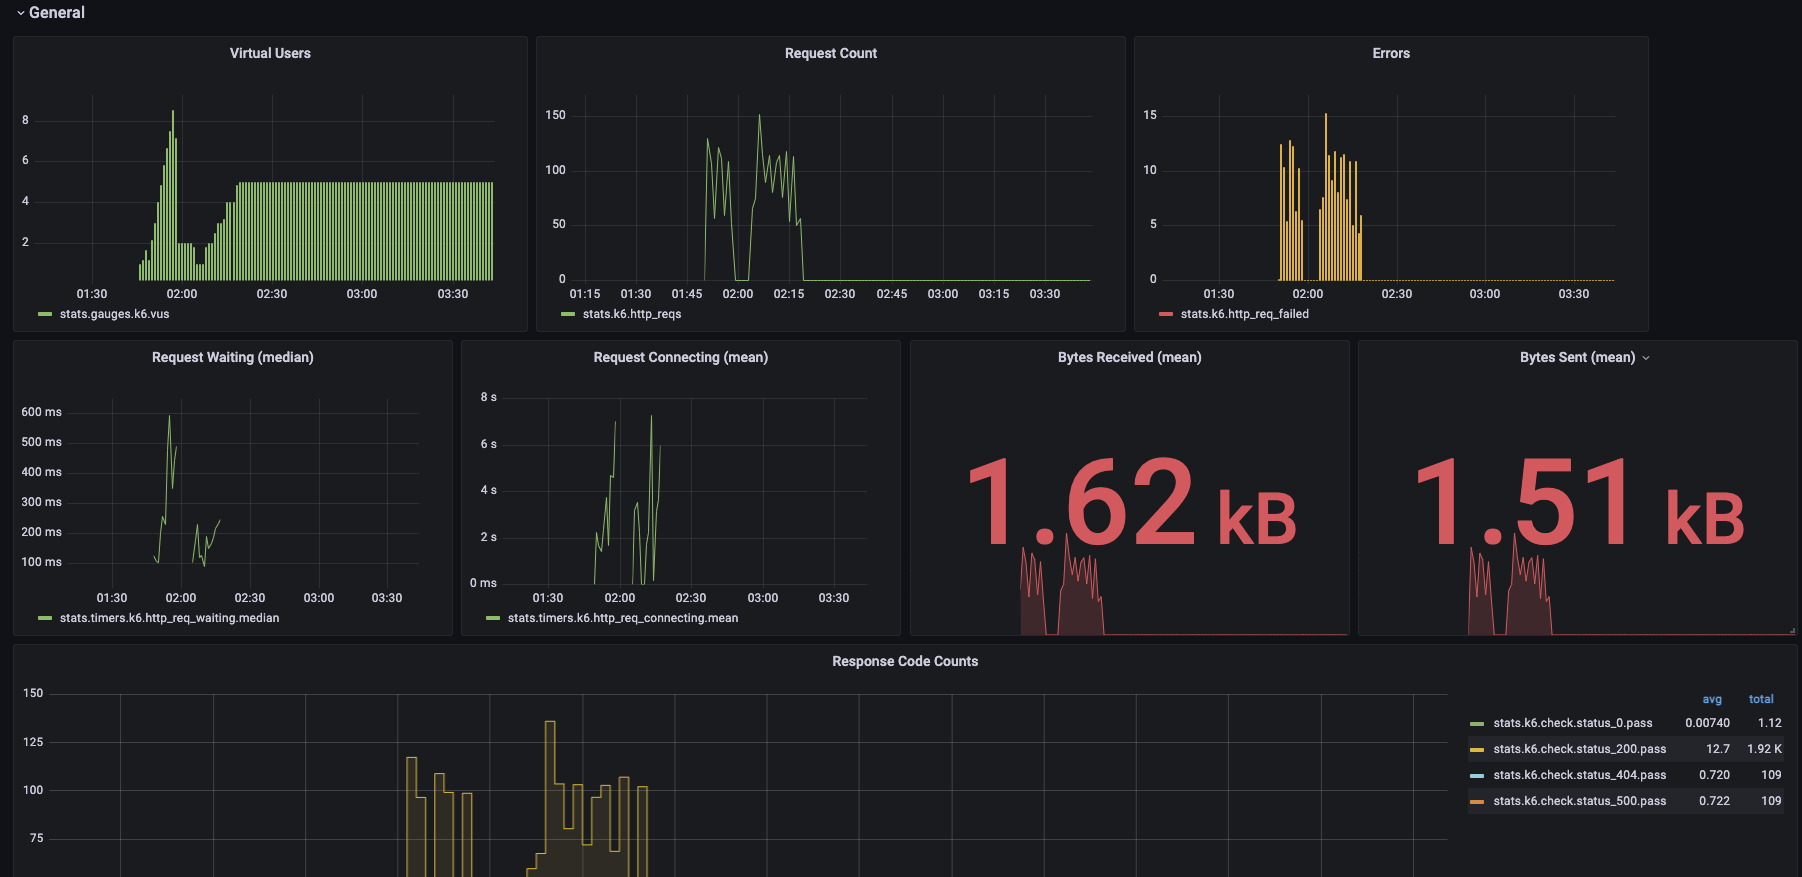 General
Virtual Users
8
6
4
2
01:30 02:00 02:30 03:00 03:30
stats.gauges.k6.vus
Request Count
150
100
50
0
01:15 01:30 01:45 02:00 02:15 02:30 02:45 03:00 03:15 03:30
stats.k6.http_reqs
Errors
15
10
5
0
01:30 02:00 02:30 03:00 03:30
stats.k6.http_req_failed
Request Waiting (median)
600 ms
500 ms
400 ms
300 ms
200 ms
100 ms
01:30 02:00 02:30 03:00 03:30
stats.timers.k6.http_req_waiting.median
Request Connecting (mean)
8 s
6 s
4 s
2 s
0 ms
01:30 02:00 02:30 03:00 03:30
stats.timers.k6.http_req_connecting.mean
Bytes Received (mean)
1.62 kB
Bytes Sent (mean)
1.51 kB
Response Code Counts
150
125
100
75
avg total
stats.k6.check.status_0.pass 0.00740 1.12
stats.k6.check.status_200.pass 12.7 1.92 K
stats.k6.check.status_404.pass 0.720 109
stats.k6.check.status_500.pass 0.722 109